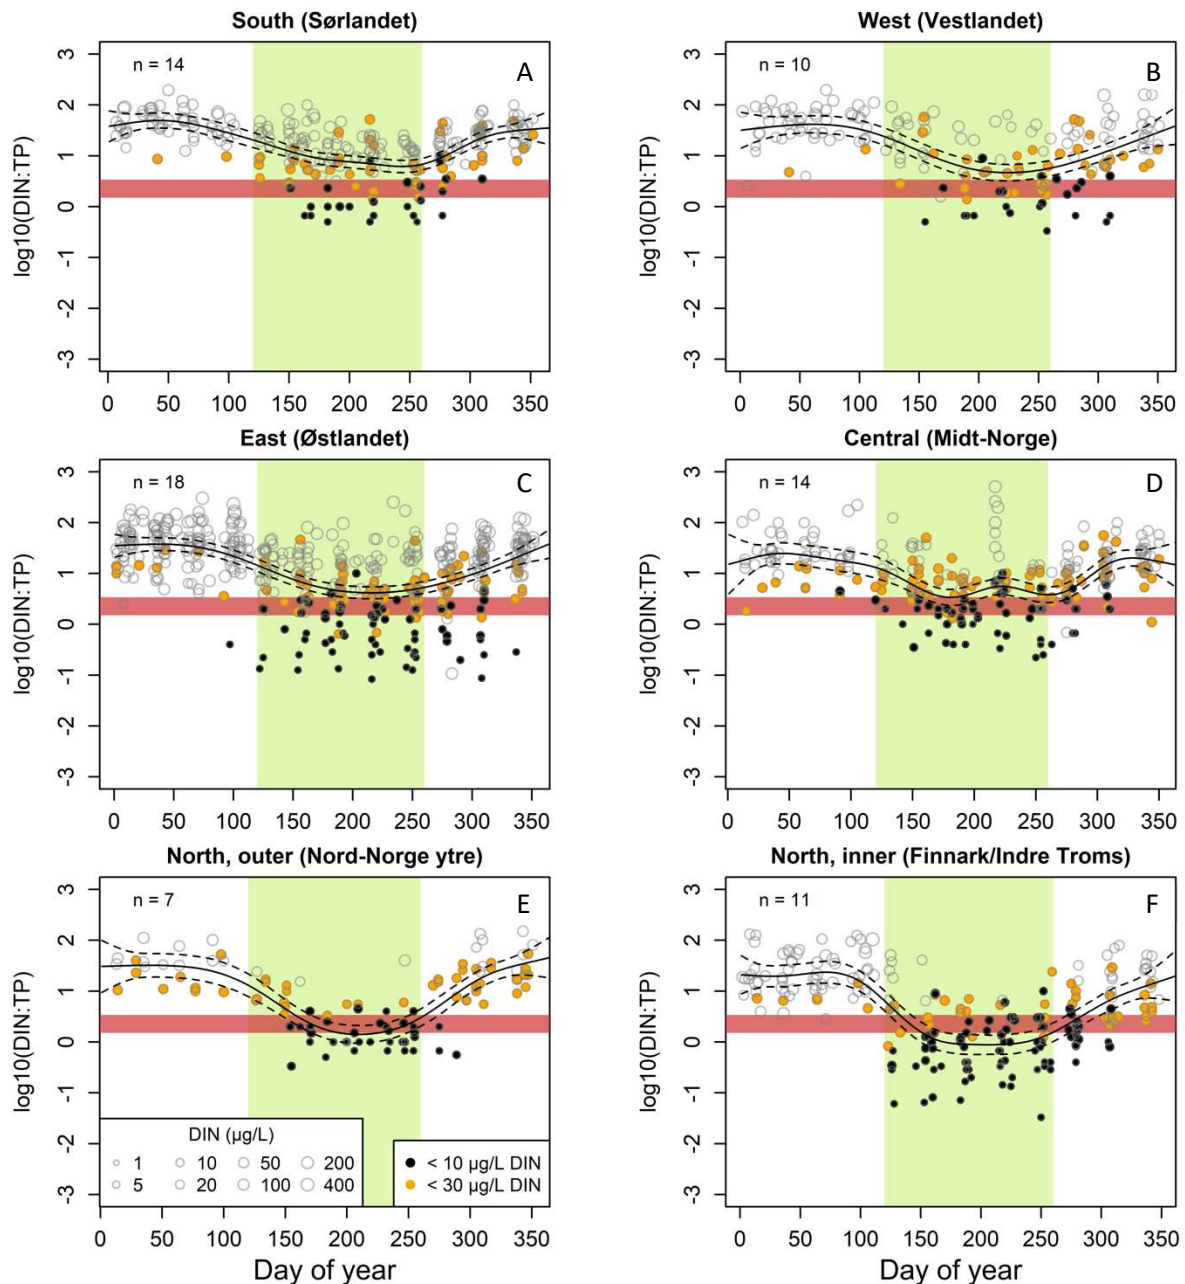 South (Sørlandet)
n = 14
A
log10(DIN:TP)
3
2
1
0
-1
-2
-3
0 50 100 150 200 250 300 350
West (Vestlandet)
n = 10
B
log10(DIN:TP)
3
2
1
0
-1
-2
-3
0 50 100 150 200 250 300 350
East (Østlandet)
n = 18
C
log10(DIN:TP)
3
2
1
0
-1
-2
-3
0 50 100 150 200 250 300 350
Central (Midt-Norge)
n = 14
D
log10(DIN:TP)
3
2
1
0
-1
-2
-3
0 50 100 150 200 250 300 350
North, outer (Nord-Norge ytre)
n = 7
E
log10(DIN:TP)
3
2
1
0
-1
-2
-3
DIN (µg/L)
1 10 50 200
5 20 100 400
< 10 µg/L DIN
< 30 µg/L DIN
0 50 100 150 200 250 300 350
Day of year
North, inner (Finnark/Indre Troms)
n = 11
F
log10(DIN:TP)
3
2
1
0
-1
-2
-3
0 50 100 150 200 250 300 350
Day of year